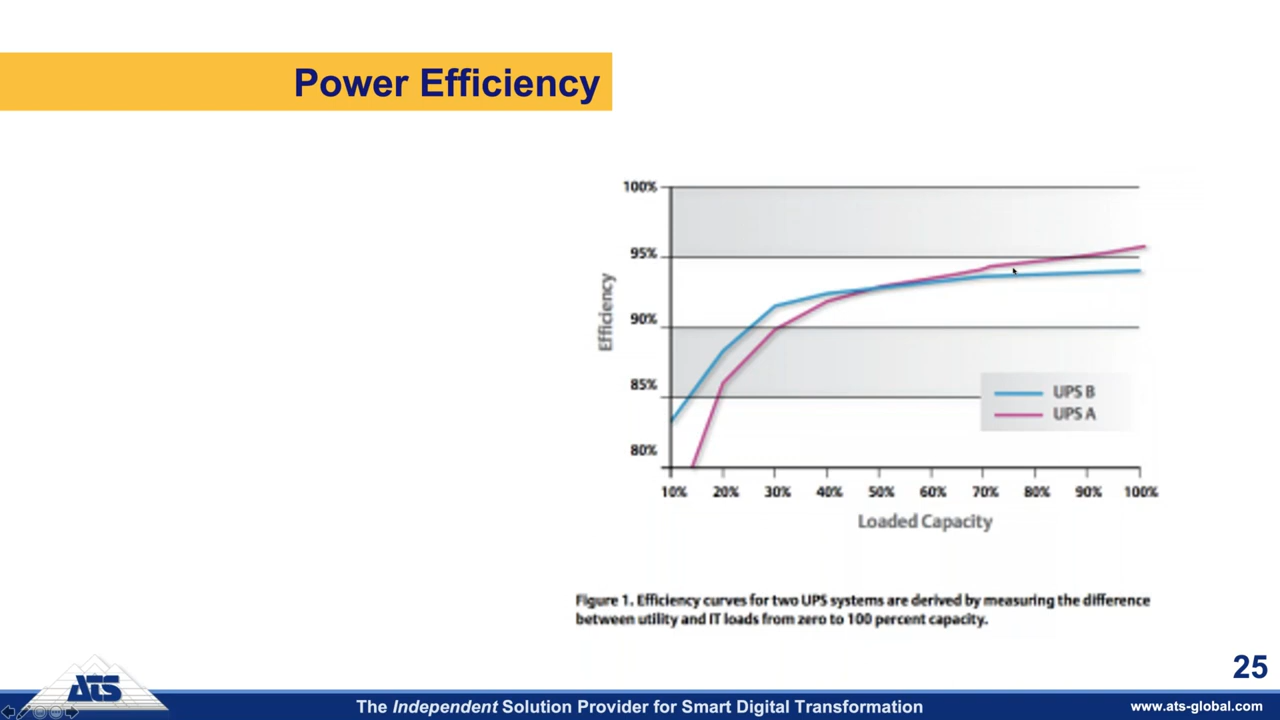 Power Efficiency
100%
95%
90%
85%
80%
Efficiency
UPS B
UPS A
10% 20% 30% 40% 50% 60% 70% 80% 90% 100%
Loaded Capacity
Figure 1. Efficiency curves for two UPS systems are derived by measuring the difference
between utility and IT loads from zero to 100 percent capacity.
25
ATS
The Independent Solution Provider for Smart Digital Transformation
www.ats-global.com